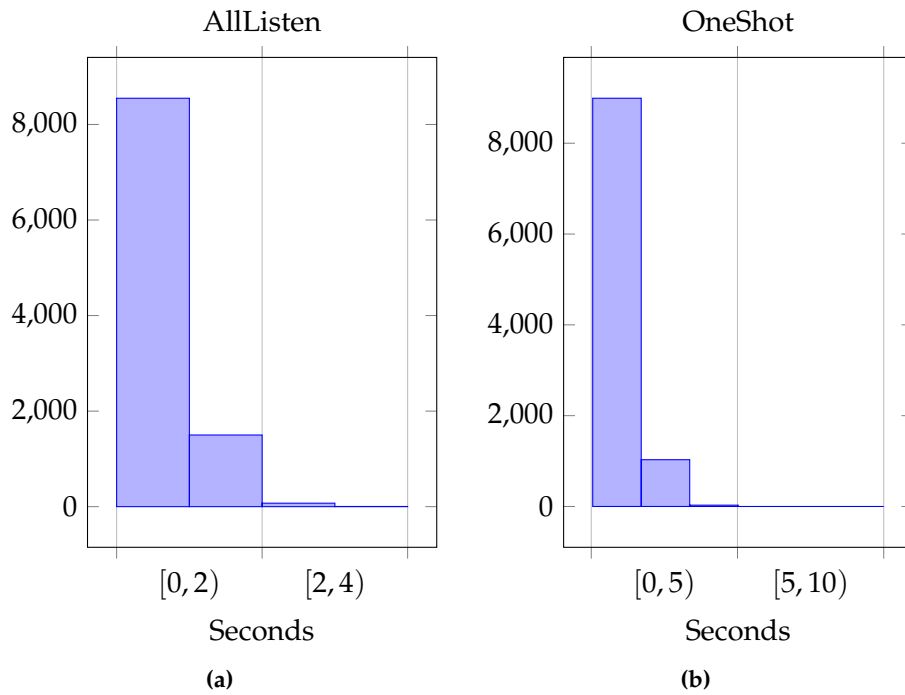 AllListen
8,000
6,000
4,000
2,000
0
[0, 2) [2, 4)
Seconds
(a)
OneShot
8,000
6,000
4,000
2,000
0
[0, 5) [5, 10)
Seconds
(b)